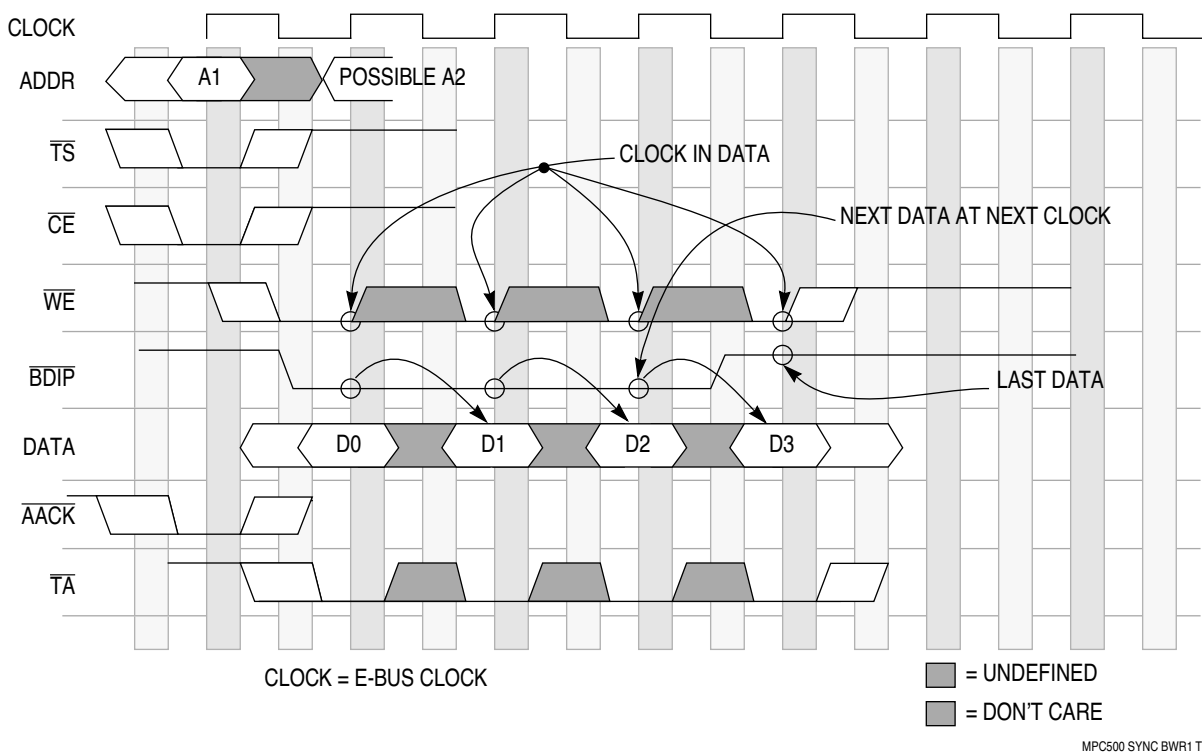 CLOCK
ADDR
A1
POSSIBLE A2
TS
CLOCK IN DATA
CE
NEXT DATA AT NEXT CLOCK
WE
BDIP
LAST DATA
DATA
D0
D1
D2
D3
AACK
TA
CLOCK = E-BUS CLOCK
= UNDEFINED
= DON'T CARE
MPC500 SYNC BWR1 T